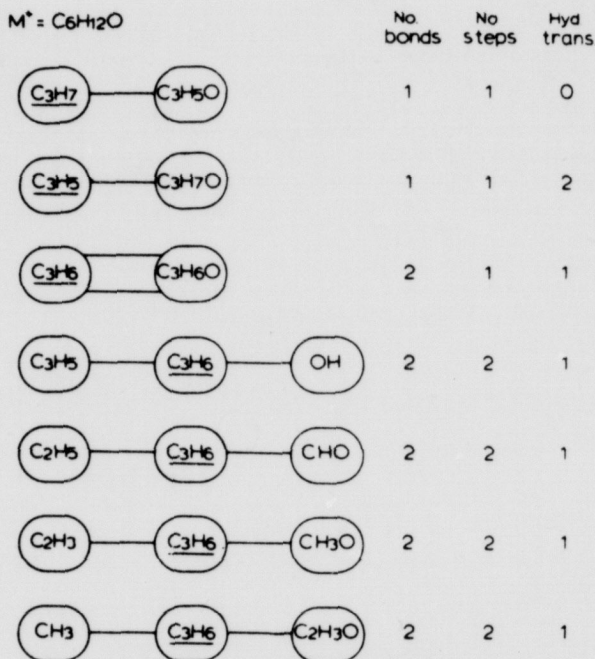 M⁺ = C6H12O No. bonds No steps Hyd trans
C3H7 C3H5O 1 1 0
C3H5 C3H7O 1 1 2
C3H6 C3H6O 2 1 1
C3H5 C3H6 OH 2 2 1
C2H5 C3H6 CHO 2 2 1
C2H3 C3H6 CH3O 2 2 1
CH3 C3H6 C2H3O 2 2 1